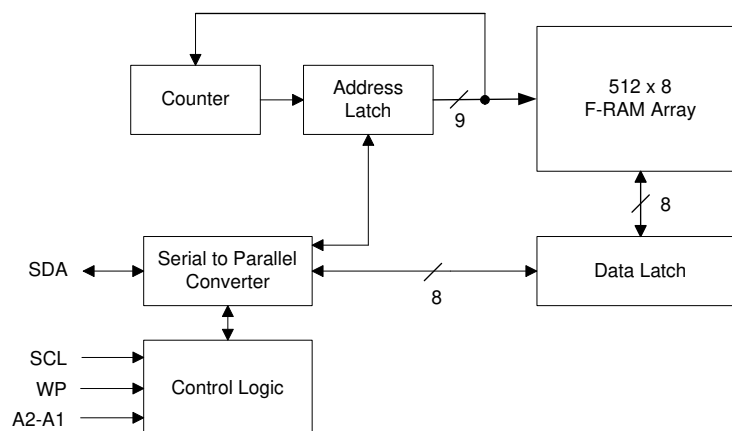 Counter
Address
Latch
9
512 x 8
F-RAM Array
8
SDA
Serial to Parallel
Converter
8
Data Latch
SCL
WP
A2-A1
Control Logic